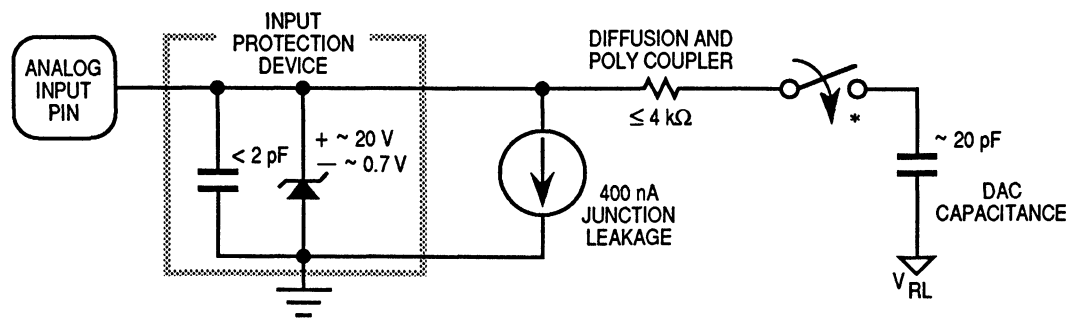 INPUT
PROTECTION
DEVICE
ANALOG
INPUT
PIN
< 2 pF
+ ~ 20 V
— ~ 0.7 V
400 nA
JUNCTION
LEAKAGE
DIFFUSION AND
POLY COUPLER
≤ 4 kΩ
*
~ 20 pF
DAC
CAPACITANCE
VRL